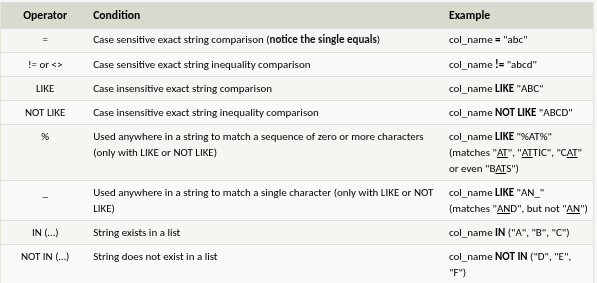 Operator Condition Example
= Case sensitive exact string comparison (notice the single equals) col_name = "abc"
!= or <> Case sensitive exact string inequality comparison col_name != "abcd"
LIKE Case insensitive exact string comparison col_name LIKE "ABC"
NOT LIKE Case insensitive exact string inequality comparison col_name NOT LIKE "ABCD"
% Used anywhere in a string to match a sequence of zero or more characters col_name LIKE "%AT%"
(only with LIKE or NOT LIKE) (matches "AT", "ATTIC", "CAT"
or even "BATS")
_ Used anywhere in a string to match a single character (only with LIKE or NOT col_name LIKE "AN_"
LIKE) (matches "AND", but not "AN")
IN (...) String exists in a list col_name IN ("A", "B", "C")
NOT IN (...) String does not exist in a list col_name NOT IN ("D", "E",
"F")